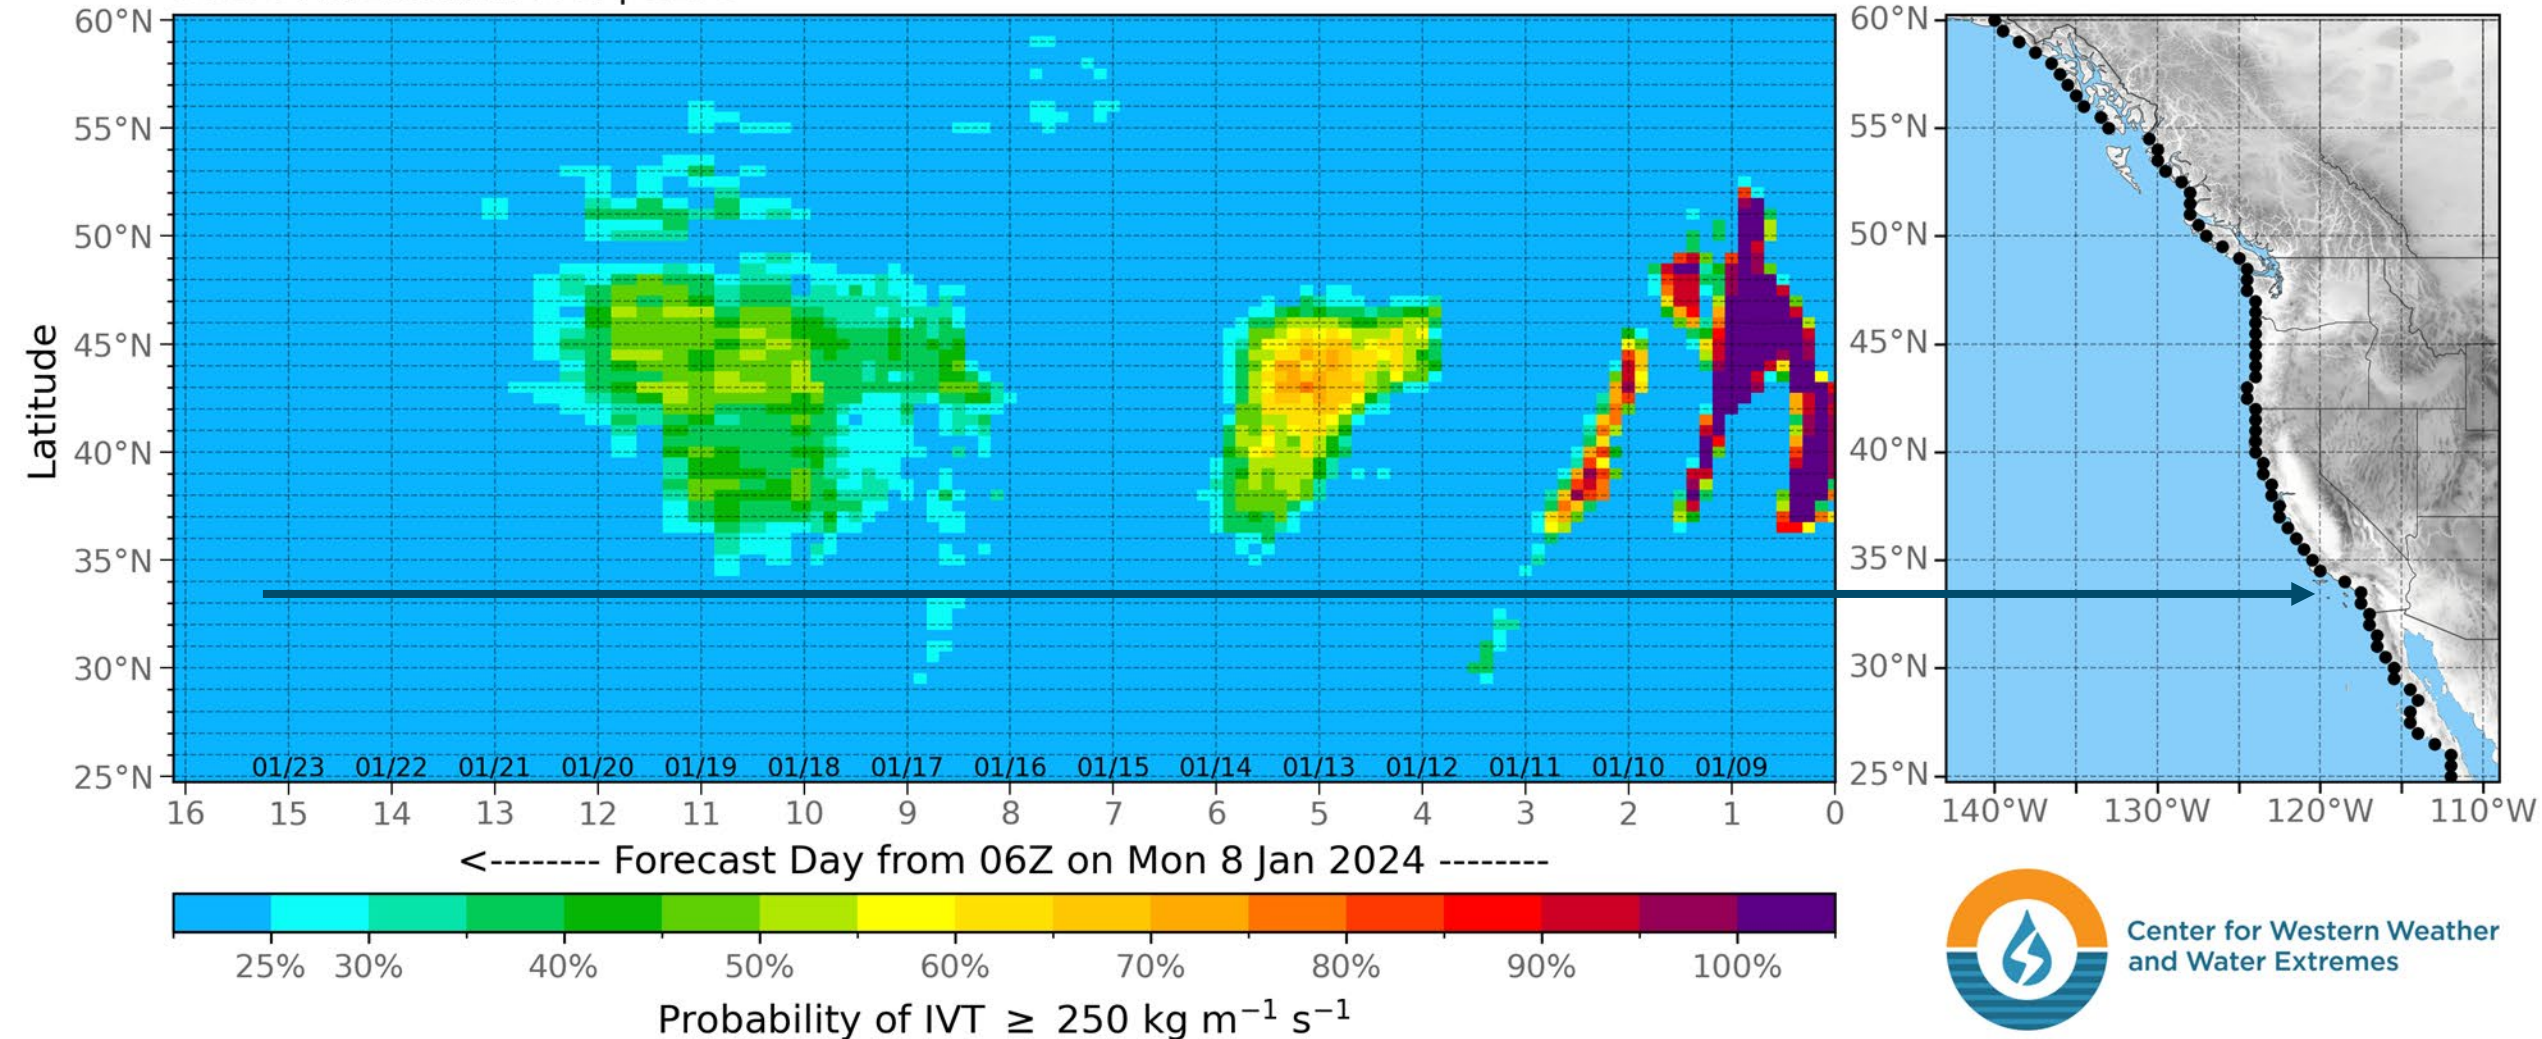 60°N
55°N
50°N
45°N
40°N
35°N
30°N
25°N
Latitude
01/23 01/22 01/21 01/20 01/19 01/18 01/17 01/16 01/15 01/14 01/13 01/12 01/11 01/10 01/09
16 15 14 13 12 11 10 9 8 7 6 5 4 3 2 1 0
<-------- Forecast Day from 06Z on Mon 8 Jan 2024 --------
25% 30% 40% 50% 60% 70% 80% 90% 100%
Probability of IVT ≥ 250 kg m⁻¹ s⁻¹
60°N
55°N
50°N
45°N
40°N
35°N
30°N
25°N
140°W 130°W 120°W 110°W
Center for Western Weather
and Water Extremes